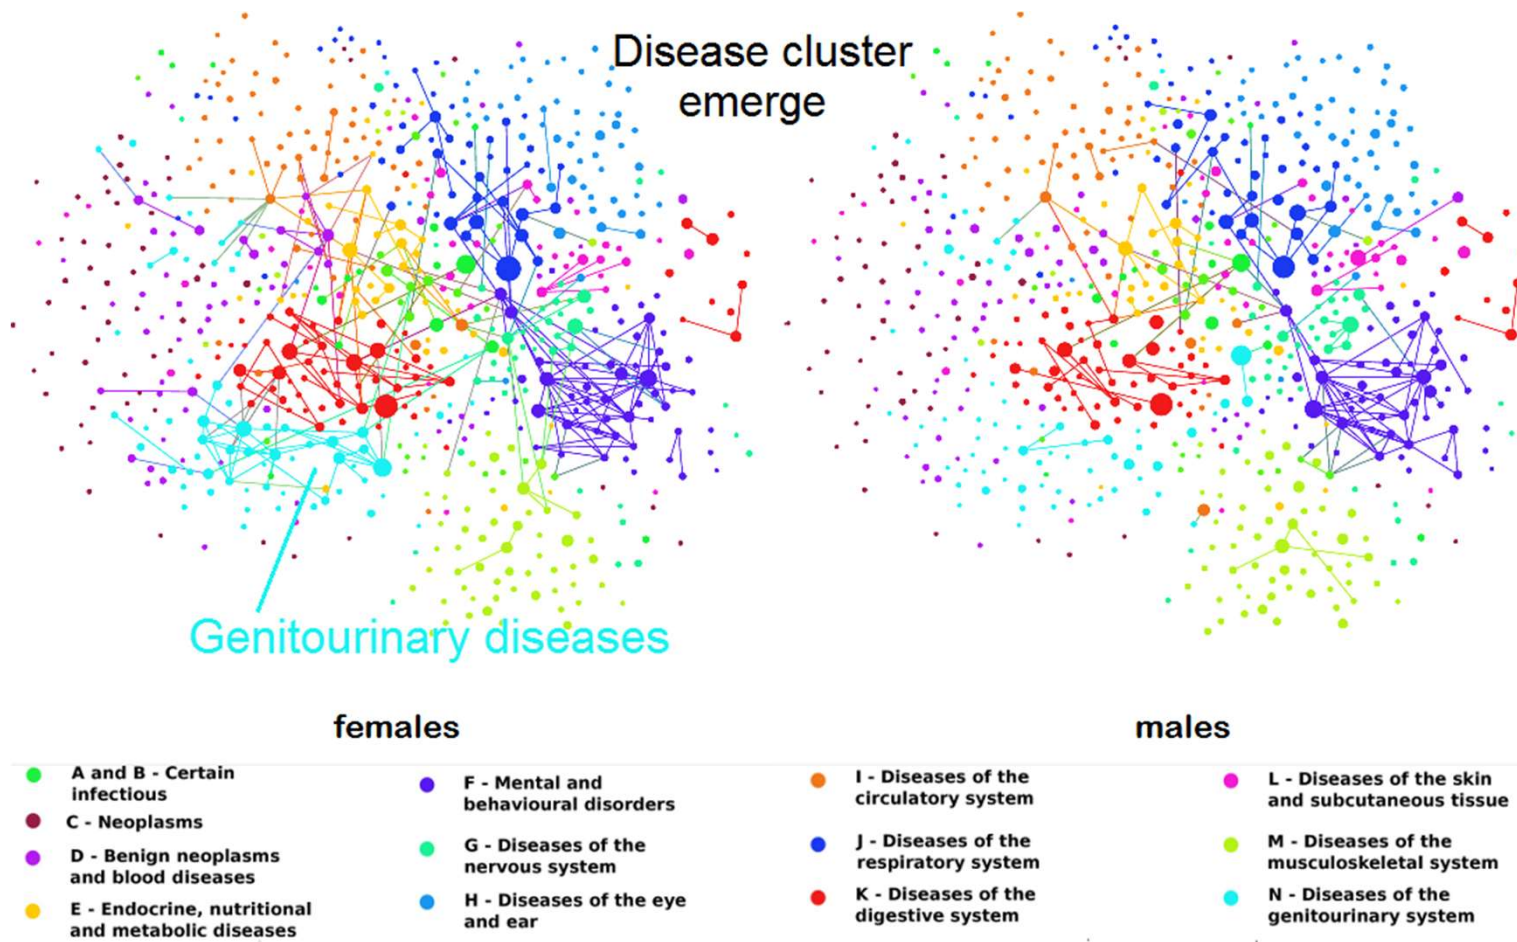 Disease cluster
emerge
Genitourinary diseases
females
males
A and B - Certain
infectious
C - Neoplasms
D - Benign neoplasms
and blood diseases
E - Endocrine, nutritional
and metabolic diseases
F - Mental and
behavioural disorders
G - Diseases of the
nervous system
H - Diseases of the eye
and ear
I - Diseases of the
circulatory system
J - Diseases of the
respiratory system
K - Diseases of the
digestive system
L - Diseases of the skin
and subcutaneous tissue
M - Diseases of the
musculoskeletal system
N - Diseases of the
genitourinary system